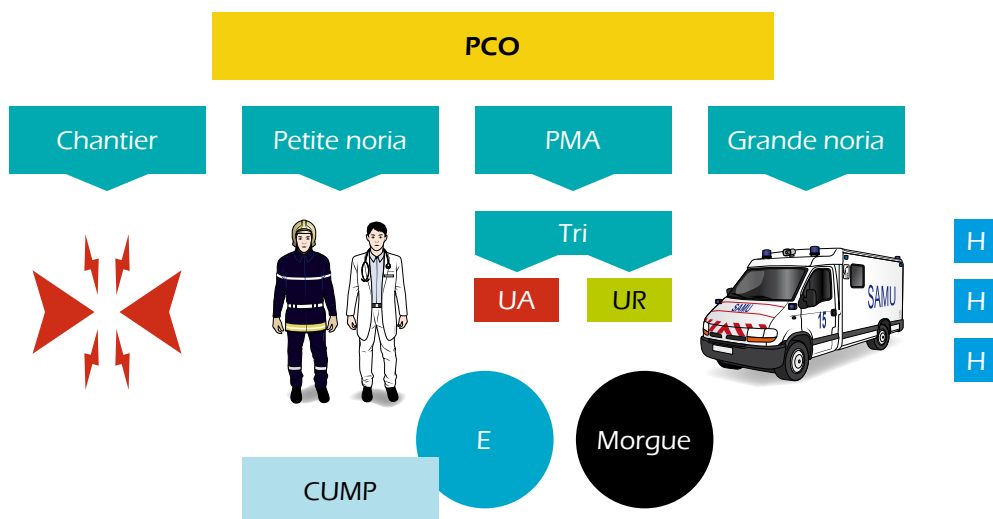 PCO
Chantier
Petite noria
PMA
Grande noria
Tri
UA
UR
SAMU
SAMU
15
H
H
H
E
Morgue
CUMP